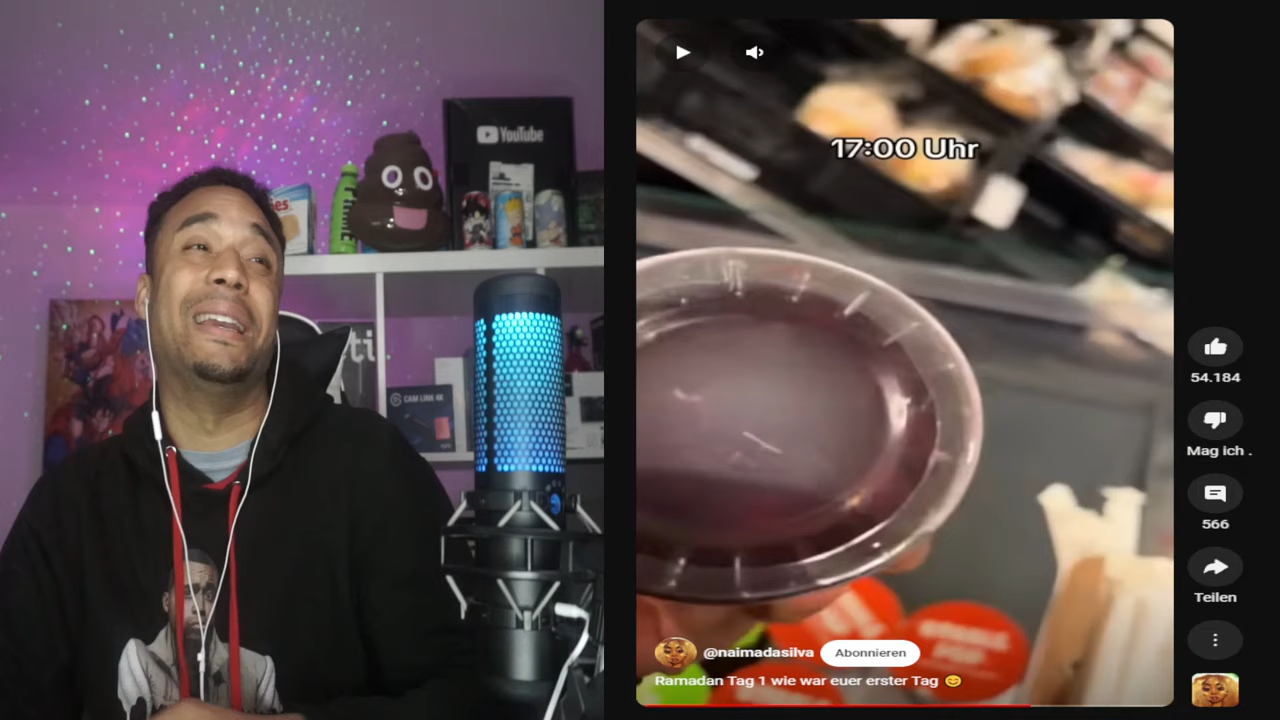 YouTube
CAM LINK 4K
17:00 Uhr
54.184
Mag ich .
566
Teilen
@naimadasilva
Abonnieren
Ramadan Tag 1 wie war euer erster Tag 😊